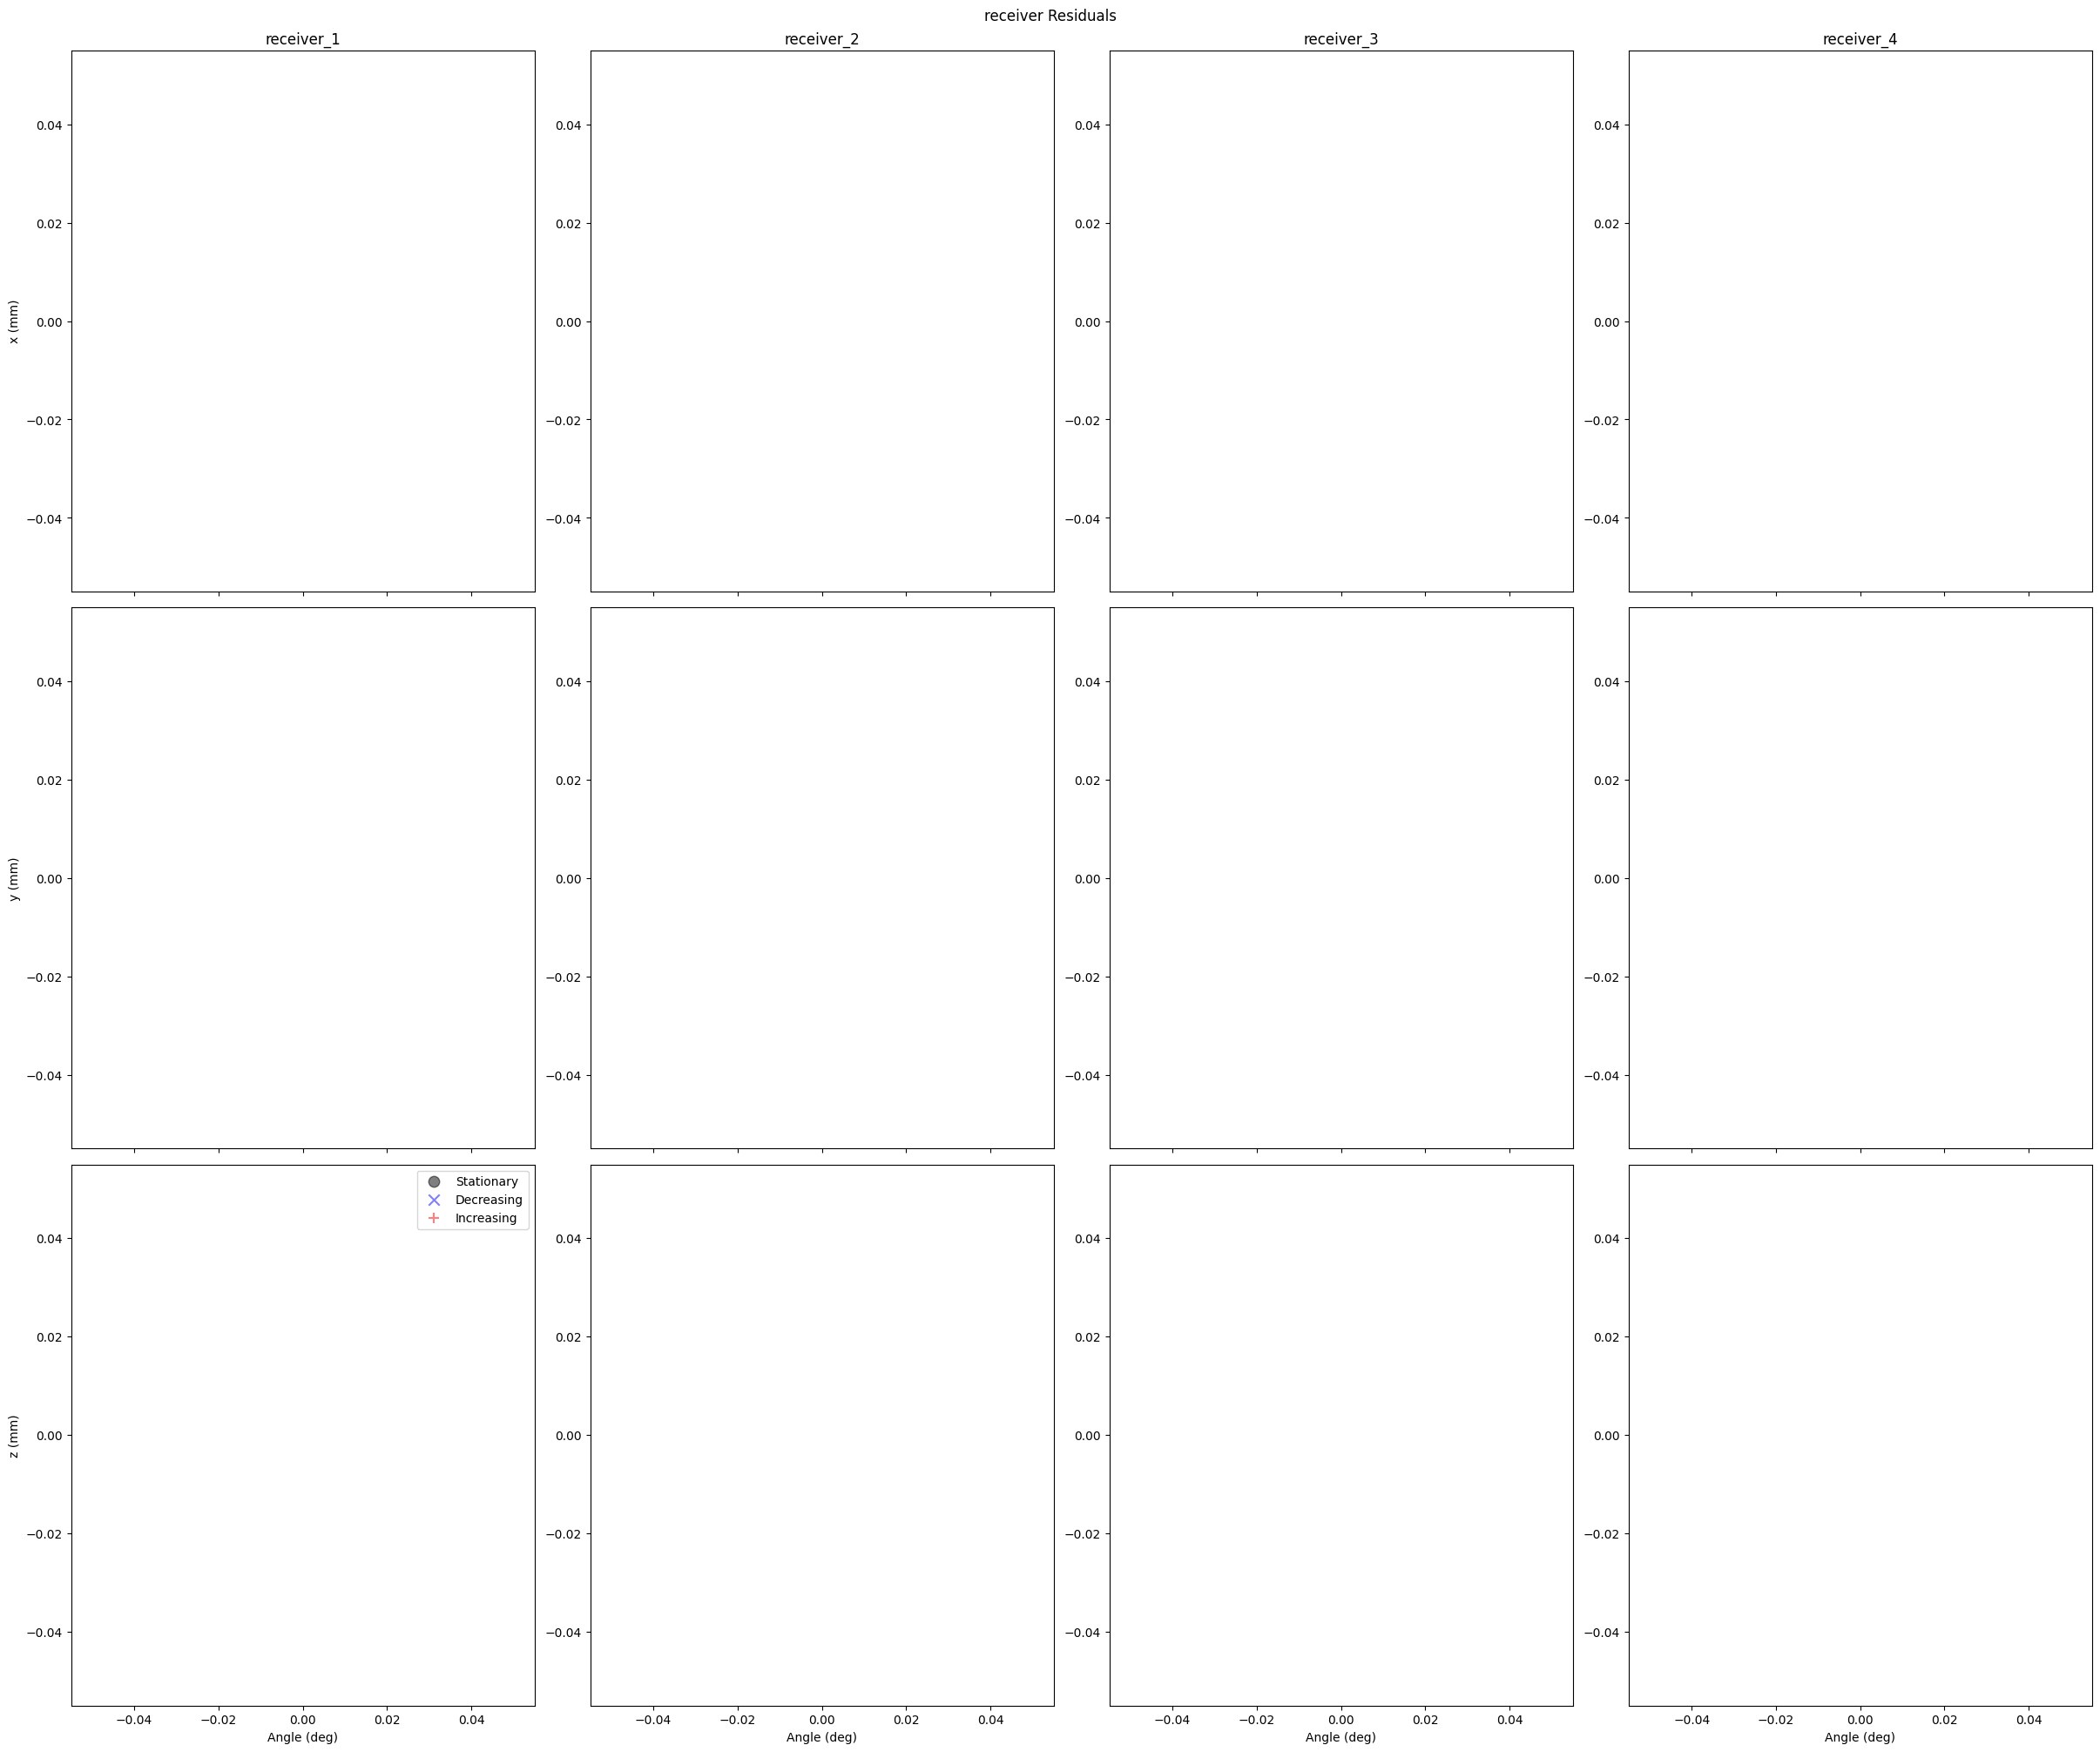 receiver Residuals
receiver_1 receiver_2 receiver_3 receiver_4
0.04 0.04 0.04 0.04
0.02 0.02 0.02 0.02
x (mm) 0.00 0.00 0.00 0.00
−0.02 −0.02 −0.02 −0.02
−0.04 −0.04 −0.04 −0.04
0.04 0.04 0.04 0.04
0.02 0.02 0.02 0.02
y (mm) 0.00 0.00 0.00 0.00
−0.02 −0.02 −0.02 −0.02
−0.04 −0.04 −0.04 −0.04
Stationary
Decreasing
Increasing
0.04 0.04 0.04 0.04
0.02 0.02 0.02 0.02
z (mm) 0.00 0.00 0.00 0.00
−0.02 −0.02 −0.02 −0.02
−0.04 −0.04 −0.04 −0.04
−0.04 −0.02 0.00 0.02 0.04 −0.04 −0.02 0.00 0.02 0.04 −0.04 −0.02 0.00 0.02 0.04 −0.04 −0.02 0.00 0.02 0.04
Angle (deg) Angle (deg) Angle (deg) Angle (deg)